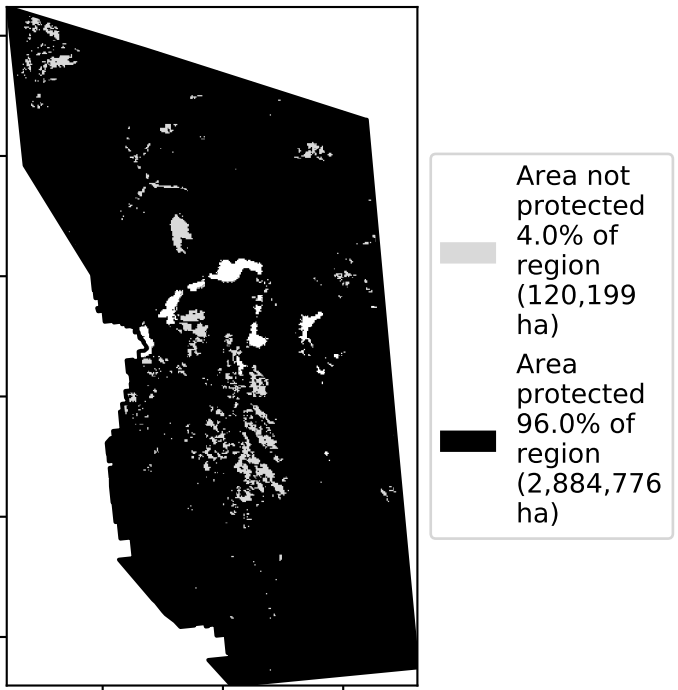 Area not
protected
4.0% of
region
(120,199
ha)
Area
protected
96.0% of
region
(2,884,776
ha)